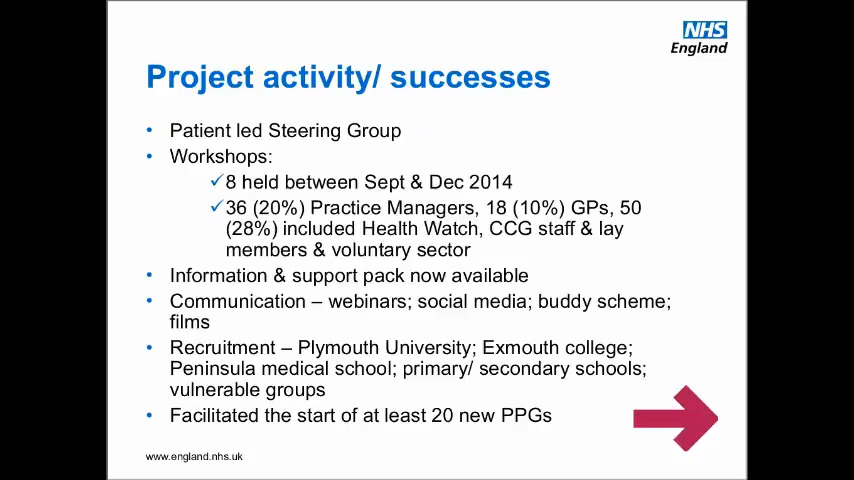 NHS
England
Project activity/ successes
• Patient led Steering Group
• Workshops:
✓8 held between Sept & Dec 2014
✓36 (20%) Practice Managers, 18 (10%) GPs, 50
(28%) included Health Watch, CCG staff & lay
members & voluntary sector
• Information & support pack now available
• Communication – webinars; social media; buddy scheme;
films
• Recruitment – Plymouth University; Exmouth college;
Peninsula medical school; primary/ secondary schools;
vulnerable groups
• Facilitated the start of at least 20 new PPGs
www.england.nhs.uk